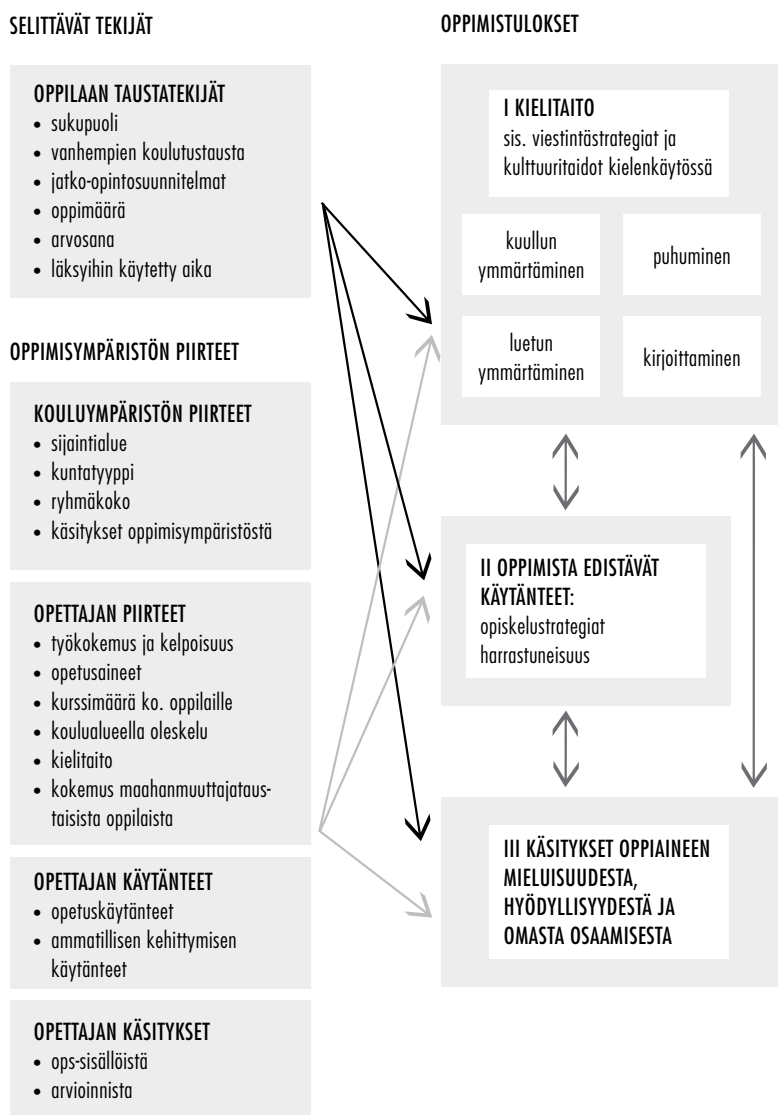 SELITTÄVÄT TEKIJÄT
OPPILAAN TAUSTATEKIJÄT
• sukupuoli
• vanhempien koulutustausta
• jatko-opintosuunnitelmat
• oppimäärä
• arvosana
• läksyihin käytetty aika
OPPIMISYMPÄRISTÖN PIIRTEET
KOULUYMPÄRISTÖN PIIRTEET
• sijaintialue
• kuntatyyppi
• ryhmäkoko
• käsitykset oppimisympäristöstä
OPETTAJAN PIIRTEET
• työkokemus ja kelpoisuus
• opetusaineet
• kurssimäärä ko. oppilaille
• koulualueella oleskelu
• kielitaito
• kokemus maahanmuuttajataus-
taisista oppilaista
OPETTAJAN KÄYTÄNTEET
• opetuskäytänteet
• ammatillisen kehittymisen
käytänteet
OPETTAJAN KÄSITYKSET
• ops-sisällöistä
• arvioinnista
OPPIMISTULOKSET
I KIELITAITO
sis. viestintästrategiat ja
kulttuuritaidot kielenkäytössä
kuullun
ymmärtäminen
puhuminen
luetun
ymmärtäminen
kirjoittaminen
II OPPIMISTA EDISTÄVÄT
KÄYTÄNTEET:
opiskelustrategiat
harrastuneisuus
III KÄSITYKSET OPPIAINEEN
MIELUISUUDESTA,
HYÖDYLLISYYDESTÄ JA
OMASTA OSAAMISESTA